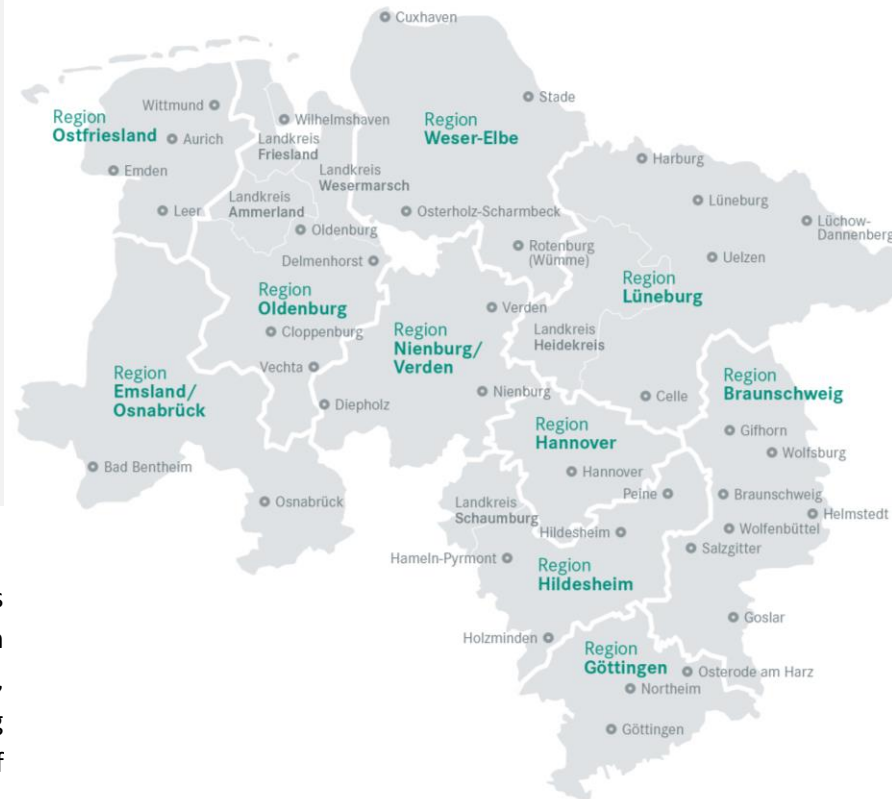 Cuxhaven
Stade
Wittmund
Region
Ostfriesland
Aurich
Emden
Leer
Wilhelmshaven
Landkreis
Friesland
Landkreis
Wesermarsch
Landkreis
Ammerland
Region
Weser-Elbe
Osterholz-Scharmbeck
Rotenburg
(Wümme)
Harburg
Lüneburg
Lüchow-
Dannenberg
Uelzen
Region
Lüneburg
Oldenburg
Delmenhorst
Region
Oldenburg
Cloppenburg
Vechta
Verden
Region
Nienburg/
Verden
Nienburg
Diepholz
Landkreis
Heidekreis
Celle
Region
Emsland/
Osnabrück
Bad Bentheim
Osnabrück
Region
Braunschweig
Gifhorn
Wolfsburg
Braunschweig
Helmstedt
Wolfenbüttel
Salzgitter
Goslar
Region
Hannover
Hannover
Peine
Landkreis
Schaumburg
Hildesheim
Hameln-Pyrmont
Region
Hildesheim
Holzminden
Region
Göttingen
Osterode am Harz
Northeim
Göttingen